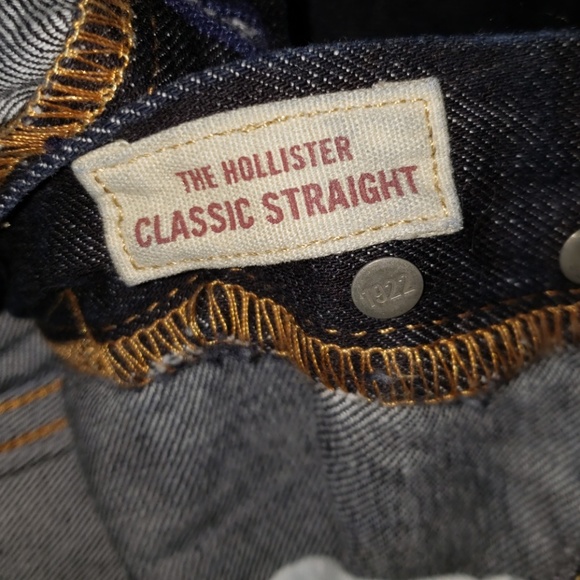 THE HOLLISTER
CLASSIC STRAIGHT
1922